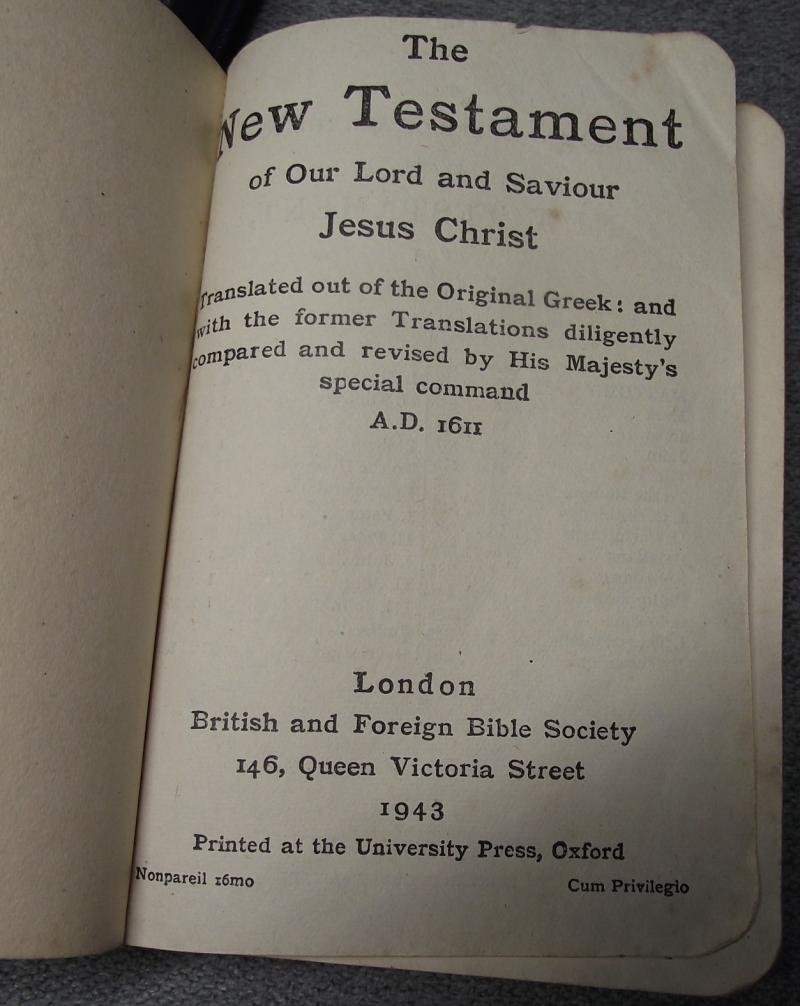 The
New Testament
of Our Lord and Saviour
Jesus Christ
Translated out of the Original Greek: and
with the former Translations diligently
compared and revised by His Majesty's
special command
A.D. 1611
London
British and Foreign Bible Society
146, Queen Victoria Street
1943
Printed at the University Press, Oxford
Nonpareil 16mo
Cum Privilegio